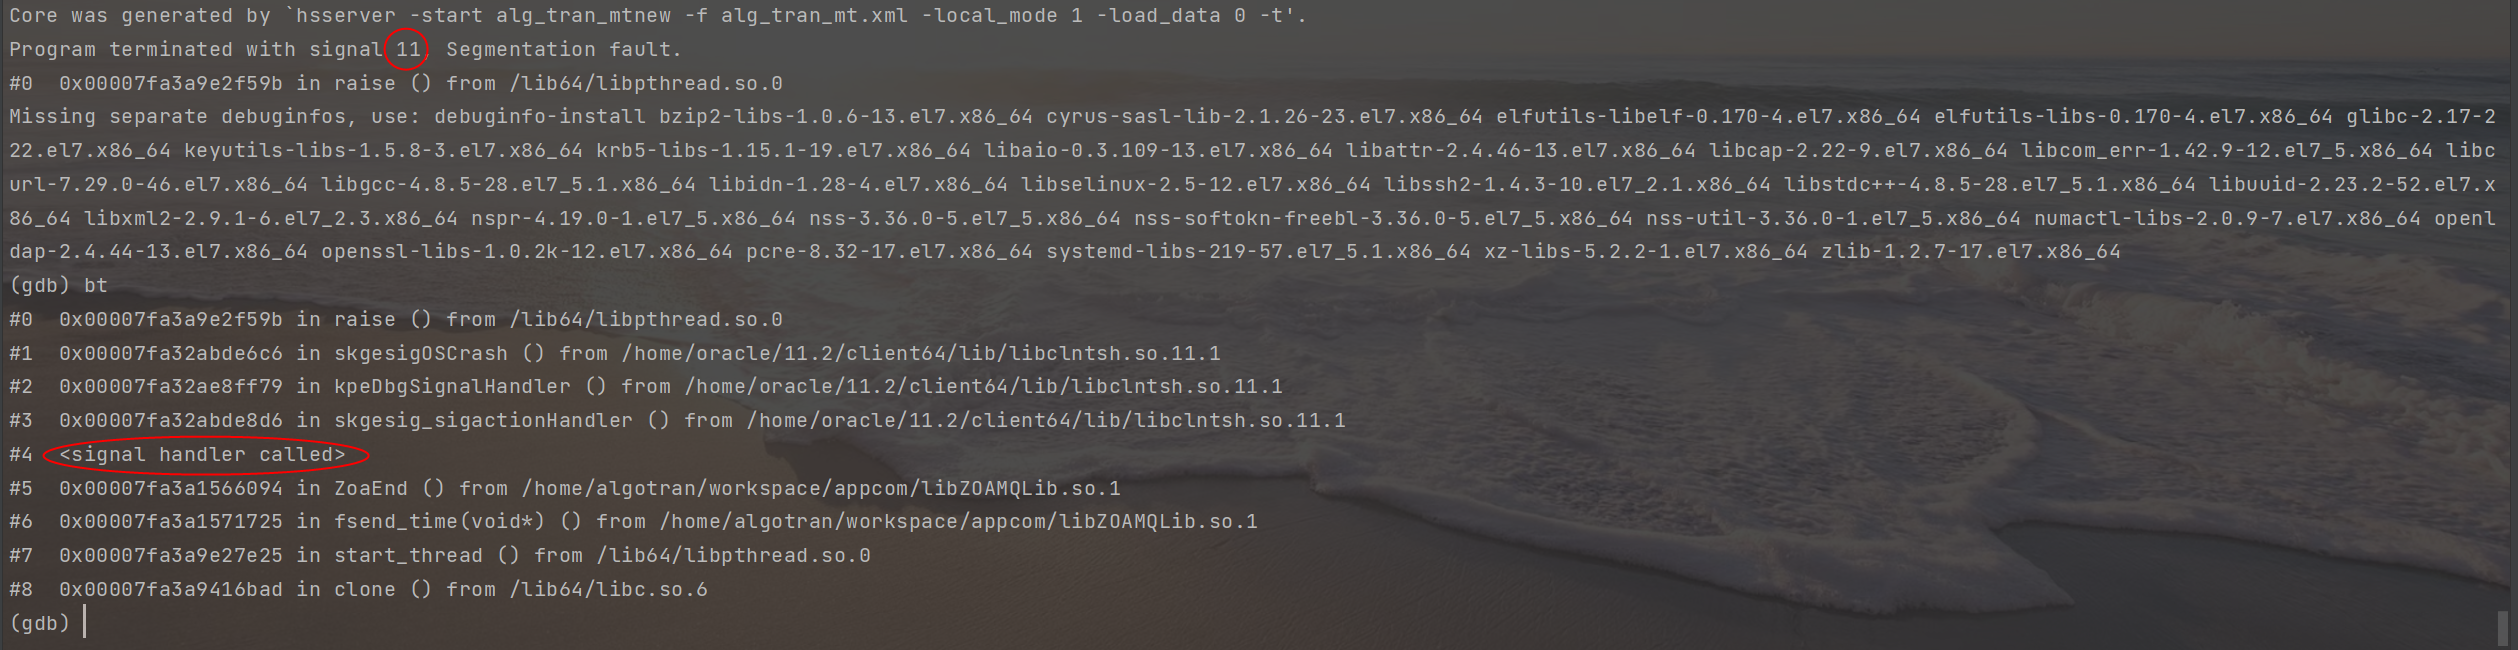 Core was generated by `hsserver -start alg_tran_mtnew -f alg_tran_mt.xml -local_mode 1 -load_data 0 -t'.
Program terminated with signal 11, Segmentation fault.
#0  0x00007fa3a9e2f59b in raise () from /lib64/libpthread.so.0
Missing separate debuginfos, use: debuginfo-install bzip2-libs-1.0.6-13.el7.x86_64 cyrus-sasl-lib-2.1.26-23.el7.x86_64 elfutils-libelf-0.170-4.el7.x86_64 elfutils-libs-0.170-4.el7.x86_64 glibc-2.17-2
22.el7.x86_64 keyutils-libs-1.5.8-3.el7.x86_64 krb5-libs-1.15.1-19.el7.x86_64 libaio-0.3.109-13.el7.x86_64 libattr-2.4.46-13.el7.x86_64 libcap-2.22-9.el7.x86_64 libcom_err-1.42.9-12.el7_5.x86_64 libc
url-7.29.0-46.el7.x86_64 libgcc-4.8.5-28.el7_5.1.x86_64 libidn-1.28-4.el7.x86_64 libselinux-2.5-12.el7.x86_64 libssh2-1.4.3-10.el7_2.1.x86_64 libstdc++-4.8.5-28.el7_5.1.x86_64 libuuid-2.23.2-52.el7.x
86_64 libxml2-2.9.1-6.el7_2.3.x86_64 nspr-4.19.0-1.el7_5.x86_64 nss-3.36.0-5.el7_5.x86_64 nss-softokn-freebl-3.36.0-5.el7_5.x86_64 nss-util-3.36.0-1.el7_5.x86_64 numactl-libs-2.0.9-7.el7.x86_64 openl
dap-2.4.44-13.el7.x86_64 openssl-libs-1.0.2k-12.el7.x86_64 pcre-8.32-17.el7.x86_64 systemd-libs-219-57.el7_5.1.x86_64 xz-libs-5.2.2-1.el7.x86_64 zlib-1.2.7-17.el7.x86_64
(gdb) bt
#0  0x00007fa3a9e2f59b in raise () from /lib64/libpthread.so.0
#1  0x00007fa32abde6c6 in skgesigOSCrash () from /home/oracle/11.2/client64/lib/libclntsh.so.11.1
#2  0x00007fa32ae8ff79 in kpeDbgSignalHandler () from /home/oracle/11.2/client64/lib/libclntsh.so.11.1
#3  0x00007fa32abde8d6 in skgesig_sigactionHandler () from /home/oracle/11.2/client64/lib/libclntsh.so.11.1
#4  <signal handler called>
#5  0x00007fa3a1566094 in ZoaEnd () from /home/algotran/workspace/appcom/libZOAMQLib.so.1
#6  0x00007fa3a1571725 in fsend_time(void*) () from /home/algotran/workspace/appcom/libZOAMQLib.so.1
#7  0x00007fa3a9e27e25 in start_thread () from /lib64/libpthread.so.0
#8  0x00007fa3a9416bad in clone () from /lib64/libc.so.6
(gdb)